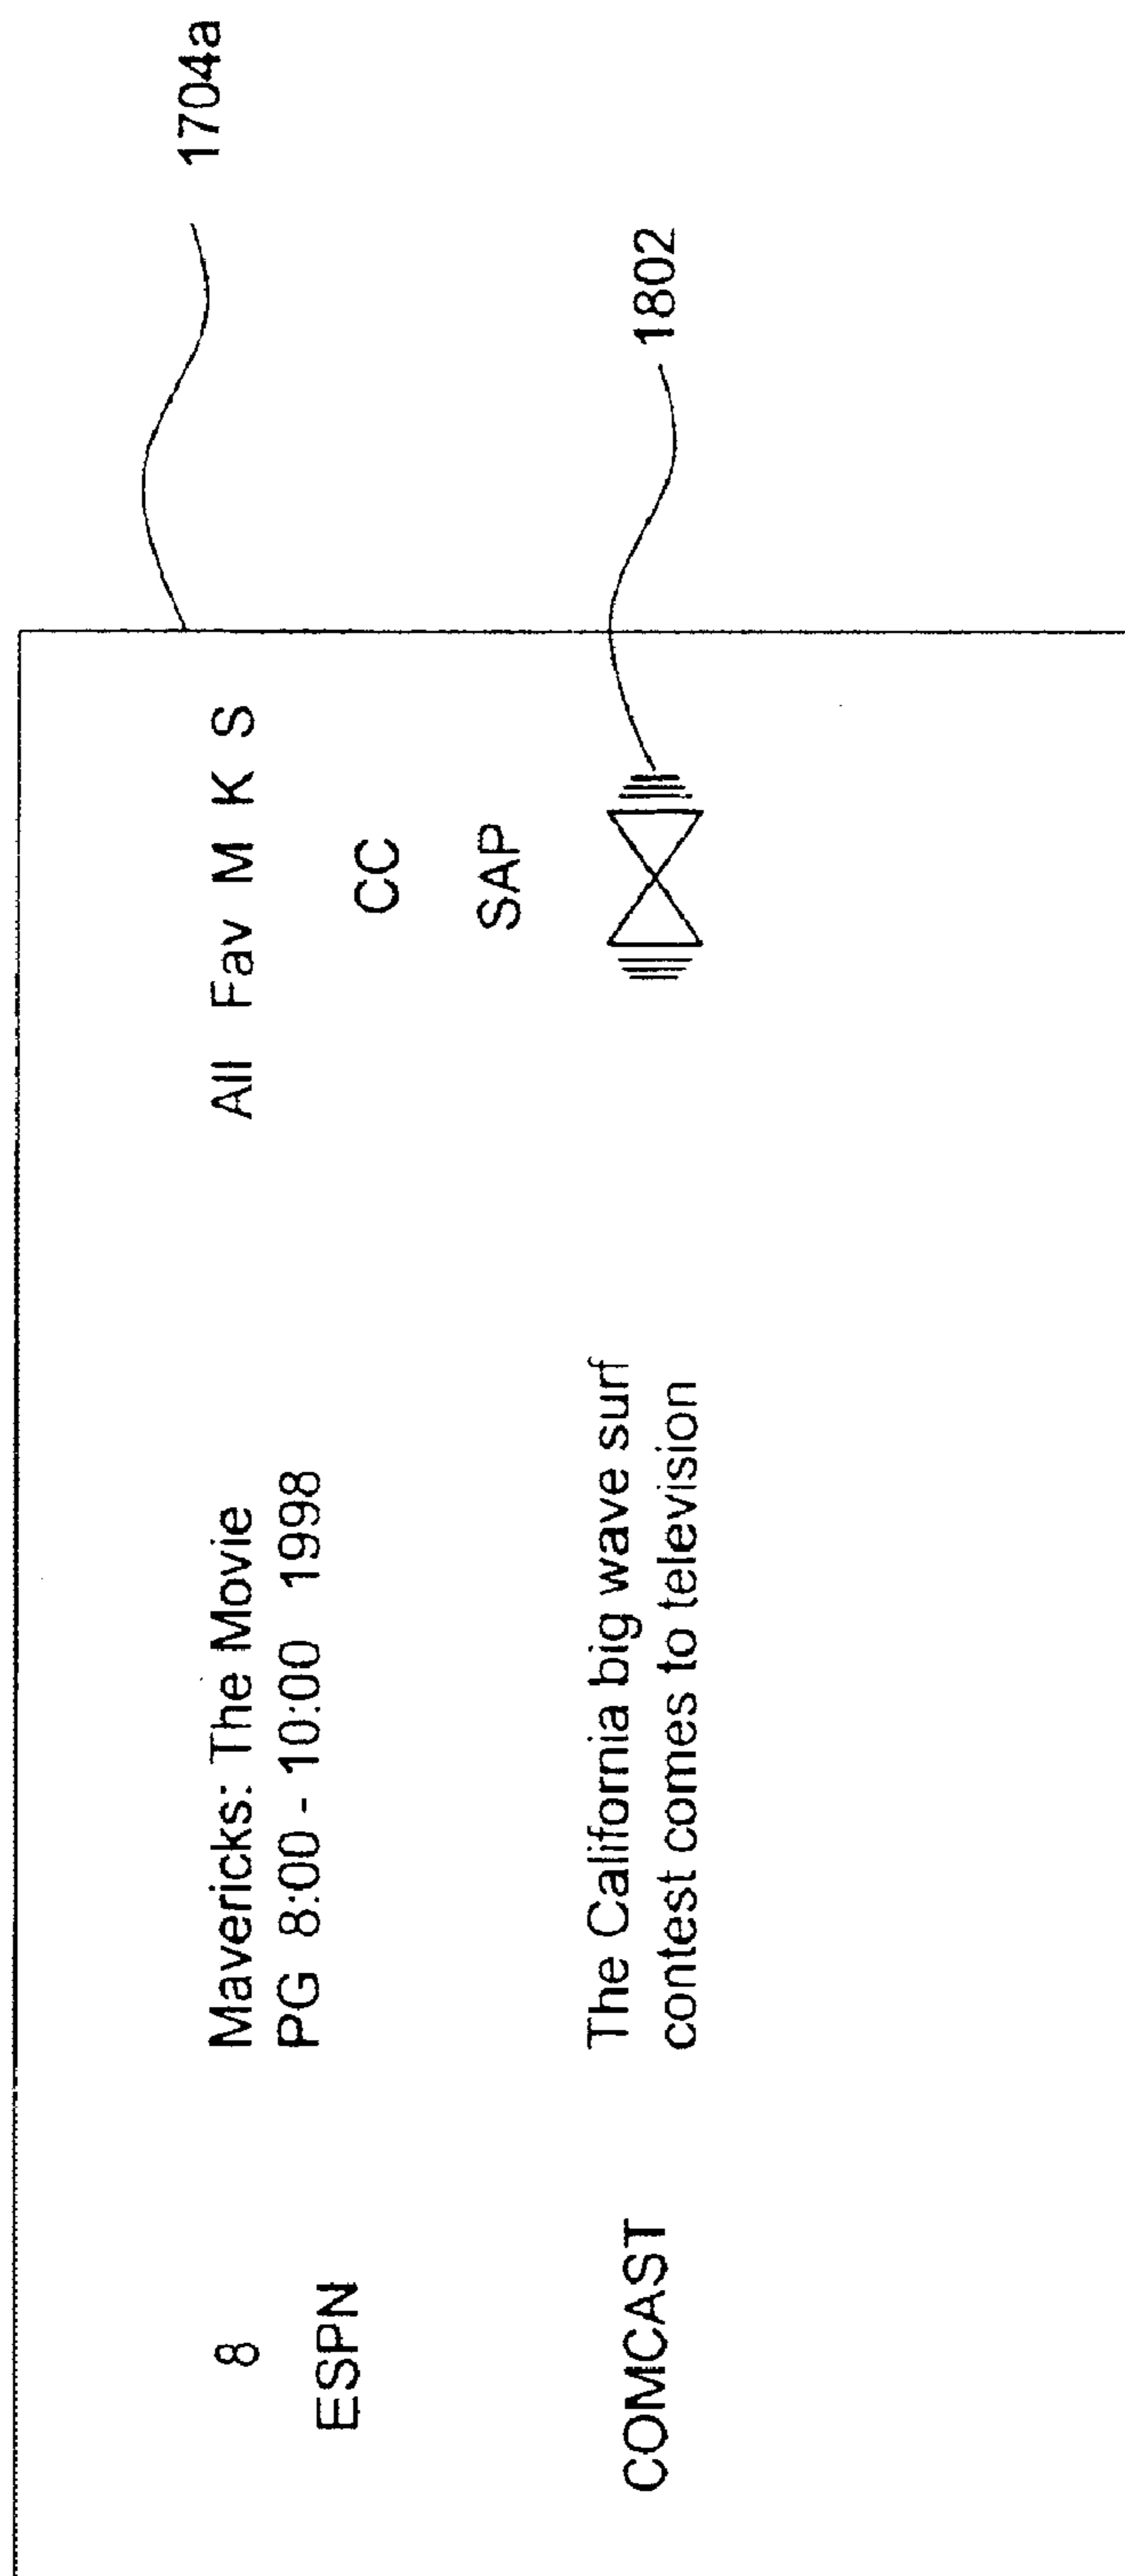 1704a
8
ESPN
Mavericks: The Movie
PG 8:00 - 10:00 1998
All Fav M K S
CC
SAP
COMCAST
The California big wave surf
contest comes to television
1802